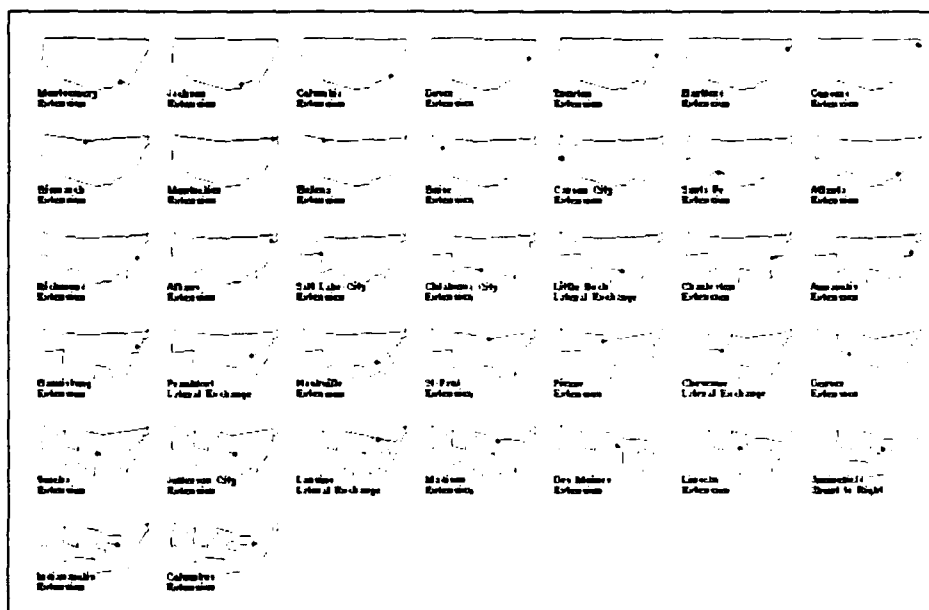 Montgomery
Extension
Jackson
Extension
Columbia
Extension
Dover
Extension
Trenton
Extension
Hartford
Extension
Extension
Bismarck
Extension
Montpelier
Extension
Helena
Extension
Boise
Extension
Carson City
Extension
Santa Fe
Extension
Atlanta
Extension
Richmond
Extension
Albany
Extension
Salt Lake City
Extension
Oklahoma City
Extension
Little Rock
Lateral Exchange
Charleston
Extension
Annapolis
Extension
Harrisburg
Extension
Frankfort
Lateral Exchange
Nashville
Extension
St-Paul
Extension
Pierre
Extension
Cheyenne
Lateral Exchange
Denver
Extension
Topeka
Extension
Jefferson City
Extension
Lansing
Lateral Exchange
Madison
Extension
Des Moines
Extension
Lincoln
Extension
Springfield
Shunt to Right
Indianapolis
Extension
Columbus
Extension